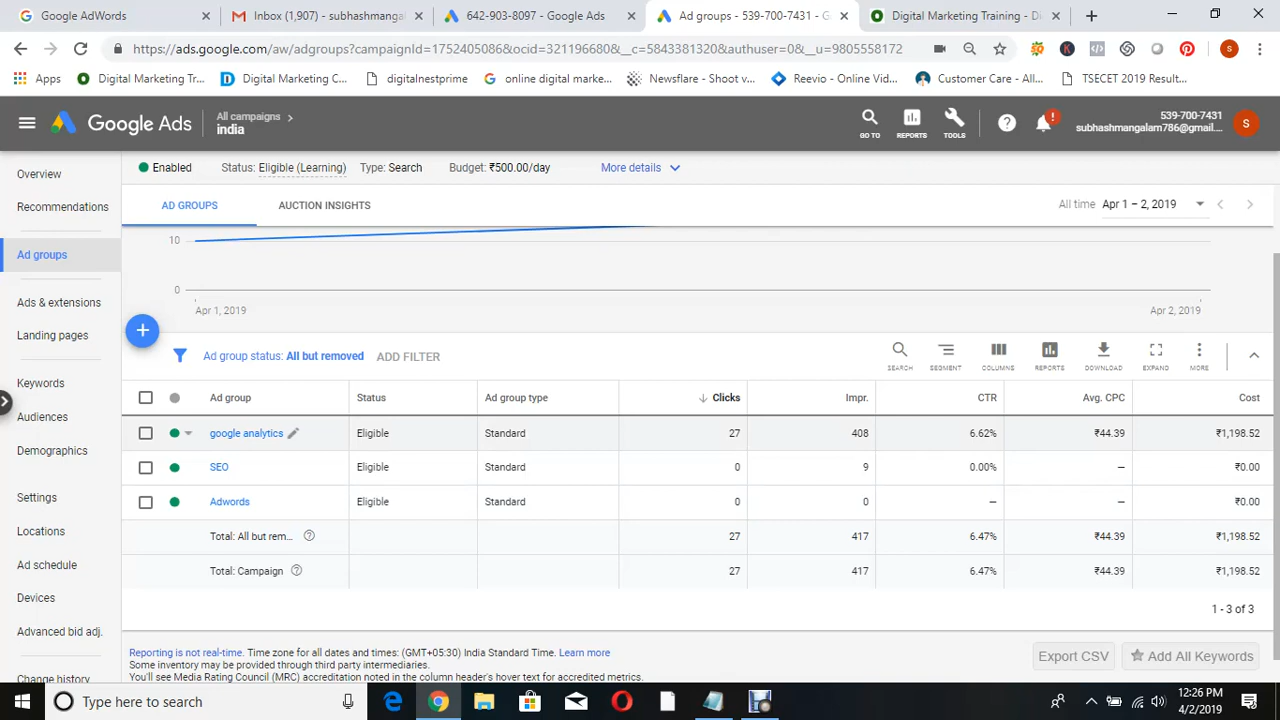 Google AdWords
Inbox (1,907) - subhashmangal
642-903-8097 - Google Ads
Ad groups - 539-700-7431 - G
Digital Marketing Training - D
https://ads.google.com/aw/adgroups?campaignId=1752405086&ocid=321196680&__c=5843381320&authuser=0&__u=9805558172
Apps
Digital Marketing Tr...
Digital Marketing C...
digitalnestprime
online digital marke...
Newsflare - Shoot v...
Reevio - Online Vid...
Customer Care - All...
TSECET 2019 Result...
Google Ads
All campaigns
india
GO TO
REPORTS
TOOLS
539-700-7431
subhashmangalam786@gmail....
S
Enabled
Status: Eligible (Learning)
Type: Search
Budget: ₹500.00/day
More details
Overview
Recommendations
Ad groups
Ads & extensions
Landing pages
Keywords
Audiences
Demographics
Settings
Locations
Ad schedule
Devices
Advanced bid adj.
Change history
AD GROUPS
AUCTION INSIGHTS
All time Apr 1 – 2, 2019
10
0
Apr 1, 2019
Apr 2, 2019
Ad group status: All but removed
ADD FILTER
SEARCH
SEGMENT
COLUMNS
REPORTS
DOWNLOAD
EXPAND
MORE
Ad group Status Ad group type Clicks Impr. CTR Avg. CPC Cost
google analytics Eligible Standard 27 408 6.62% ₹44.39 ₹1,198.52
SEO Eligible Standard 0 9 0.00% — ₹0.00
Adwords Eligible Standard 0 0 — — ₹0.00
Total: All but rem... 27 417 6.47% ₹44.39 ₹1,198.52
Total: Campaign 27 417 6.47% ₹44.39 ₹1,198.52
1 - 3 of 3
Reporting is not real-time. Time zone for all dates and times: (GMT+05:30) India Standard Time. Learn more
Some inventory may be provided through third party intermediaries.
You'll see Media Rating Council (MRC) accreditation noted in the column header's hover text for accredited metrics.
Export CSV
Add All Keywords
Type here to search
12:26 PM
4/2/2019